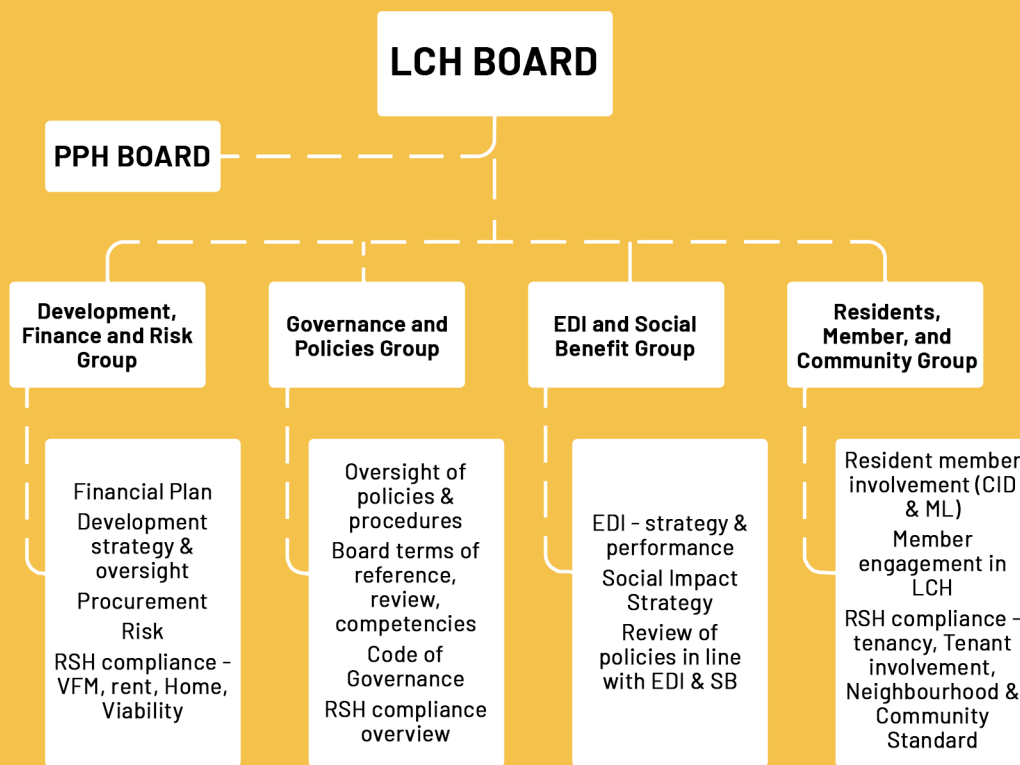 LCH BOARD
PPH BOARD
Development,
Finance and Risk
Group
Governance and
Policies Group
EDI and Social
Benefit Group
Residents,
Member, and
Community Group
Financial Plan
Development
strategy &
oversight
Procurement
Risk
RSH compliance -
VFM, rent, Home,
Viability
Oversight of
policies &
procedures
Board terms of
reference,
review,
competencies
Code of
Governance
RSH compliance
overview
EDI - strategy &
performance
Social Impact
Strategy
Review of
policies in line
with EDI & SB
Resident member
involvement (CID
& ML)
Member
engagement in
LCH
RSH compliance -
tenancy, Tenant
involvement,
Neighbourhood &
Community
Standard